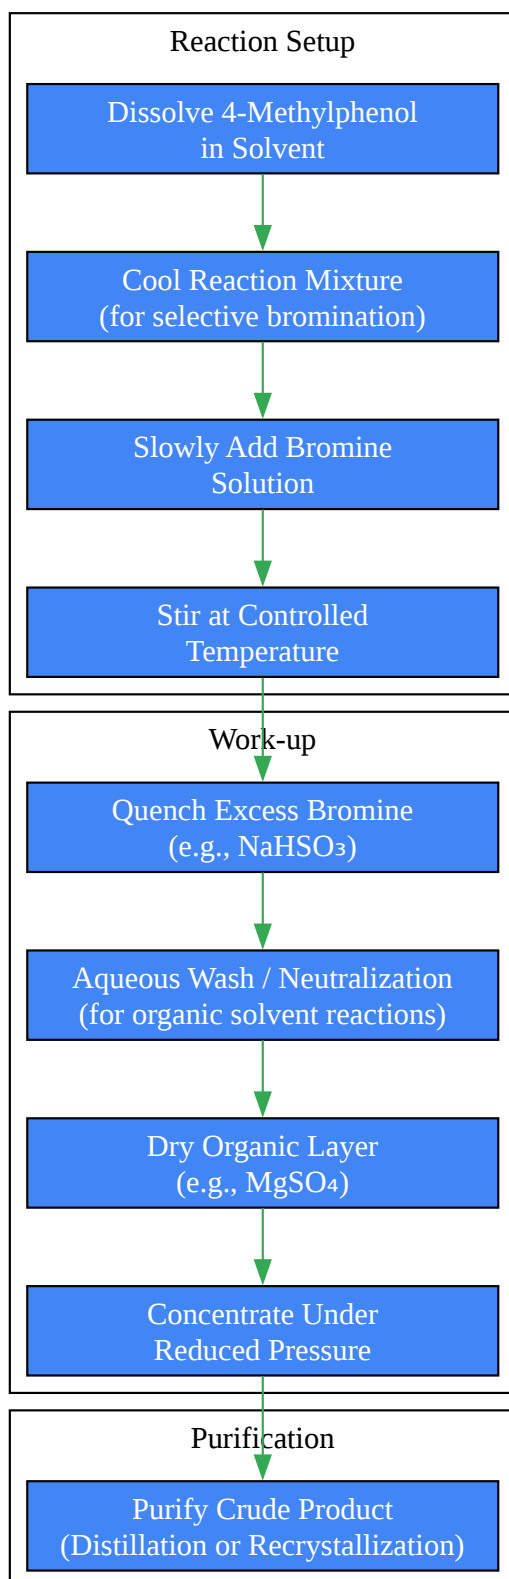 Reaction Setup
Dissolve 4-Methylphenol
in Solvent
Cool Reaction Mixture
(for selective bromination)
Slowly Add Bromine
Solution
Stir at Controlled
Temperature
Work-up
Quench Excess Bromine
(e.g., NaHSO₃)
Aqueous Wash / Neutralization
(for organic solvent reactions)
Dry Organic Layer
(e.g., MgSO₄)
Concentrate Under
Reduced Pressure
Purification
Purify Crude Product
(Distillation or Recrystallization)